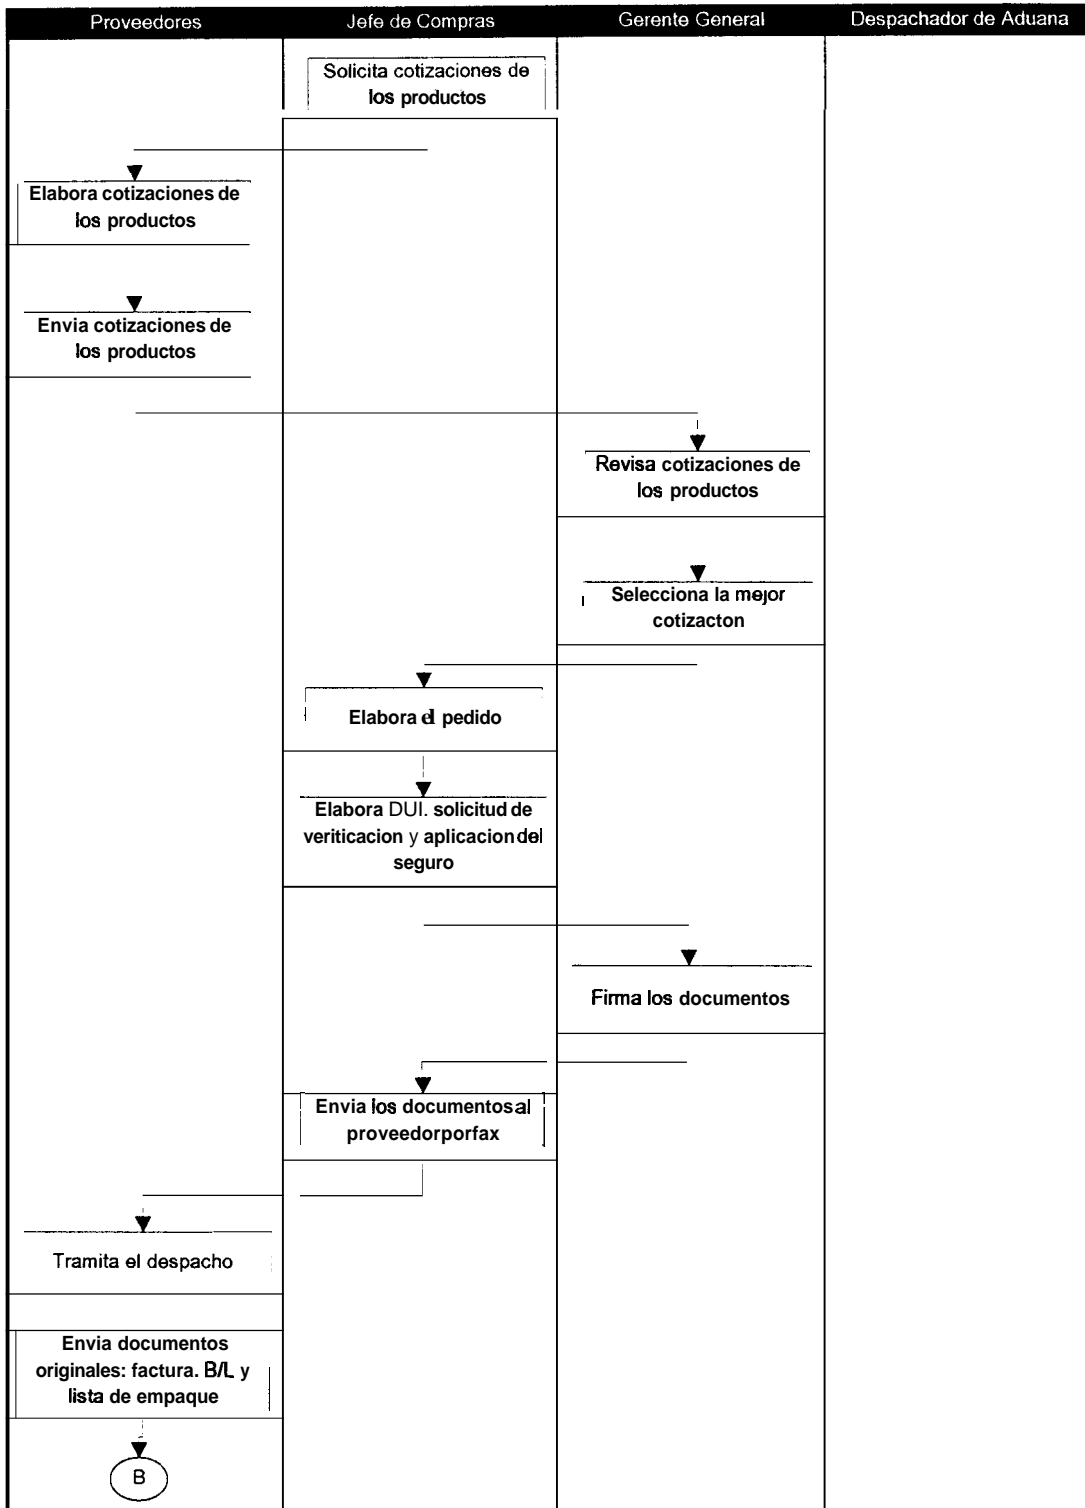 Proveedores Jefe de Compras Gerente General Despachador de Aduana
Solicita cotizaciones de
los productos
Elabora cotizaciones de
los productos
Envia cotizaciones de
los productos
Revisa cotizaciones de
los productos
Selecciona la mejor
cotizacton
Elabora el pedido
Elabora DUI. solicitud de
veriticacion y aplicacion del
seguro
Firma los documentos
Envia los documentos al
proveedorporfax
Tramita el despacho
Envia documentos
originales: factura. B/L y
lista de empaque
B